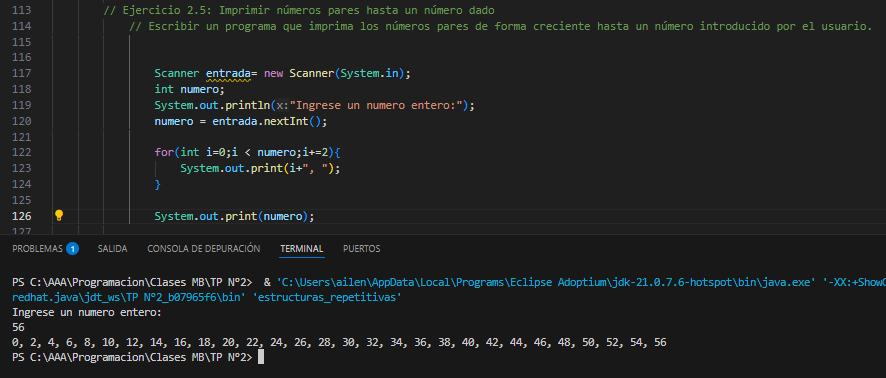 113 // Ejercicio 2.5: Imprimir números pares hasta un número dado
114 // Escribir un programa que imprima los números pares de forma creciente hasta un número introducido por el usuario.
115
116
117 Scanner entrada= new Scanner(System.in);
118 int numero;
119 System.out.println(x:"Ingrese un numero entero:");
120 numero = entrada.nextInt();
121
122 for(int i=0;i < numero;i+=2){
123 System.out.print(i+", ");
124 }
125
126 System.out.print(numero);
127
PROBLEMAS 1 SALIDA CONSOLA DE DEPURACIÓN TERMINAL PUERTOS
PS C:\AAA\Programacion\Clases MB\TP Nº2> & 'C:\Users\ailen\AppData\Local\Programs\Eclipse Adoptium\jdk-21.0.7.6-hotspot\bin\java.exe' '-XX:+ShowC
redhat.java\jdt_ws\TP Nº2_b07965f6\bin' 'estructuras_repetitivas'
Ingrese un numero entero:
56
0, 2, 4, 6, 8, 10, 12, 14, 16, 18, 20, 22, 24, 26, 28, 30, 32, 34, 36, 38, 40, 42, 44, 46, 48, 50, 52, 54, 56
PS C:\AAA\Programacion\Clases MB\TP Nº2>